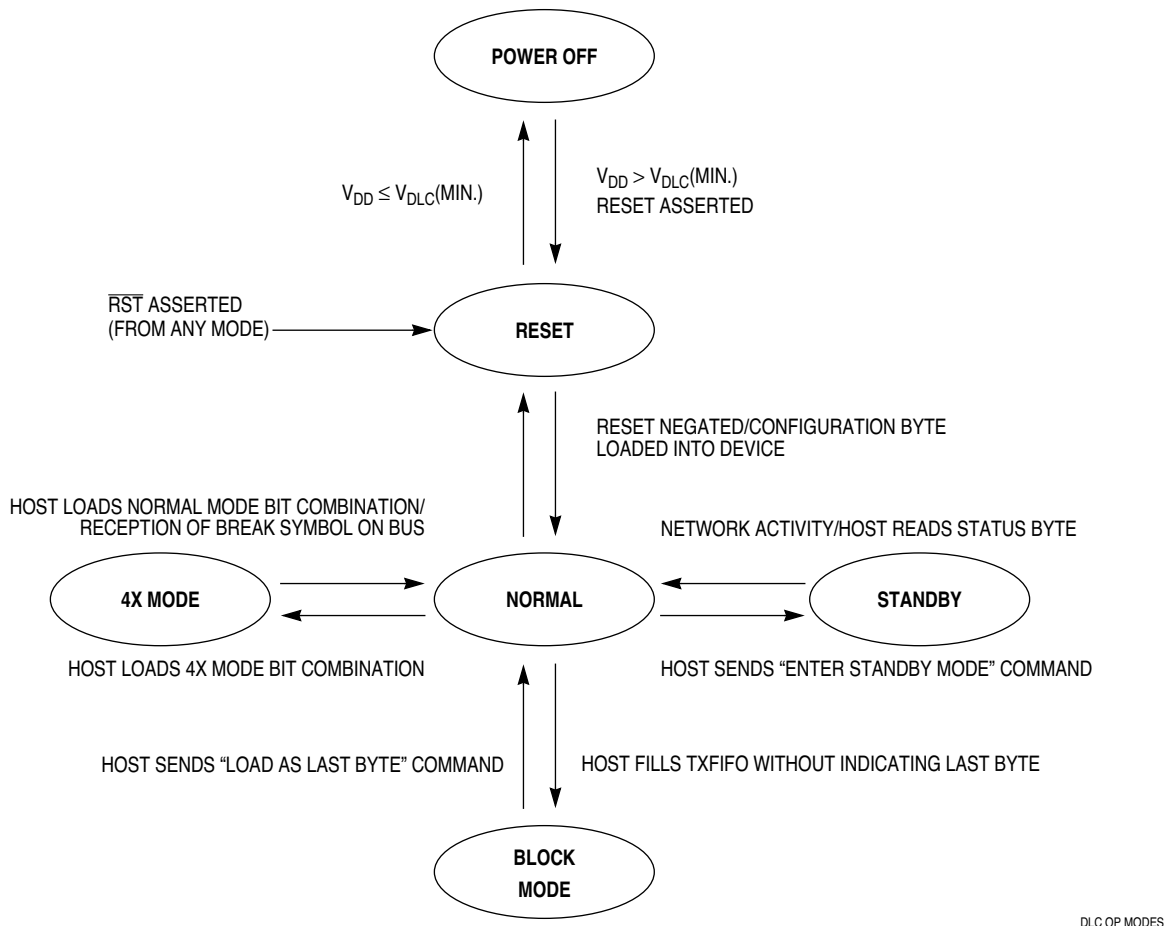 POWER OFF
V_DD ≤ V_DLC(MIN.)
V_DD > V_DLC(MIN.)
RESET ASSERTED
R̅S̅T̅ ASSERTED
(FROM ANY MODE)
RESET
RESET NEGATED/CONFIGURATION BYTE
LOADED INTO DEVICE
HOST LOADS NORMAL MODE BIT COMBINATION/
RECEPTION OF BREAK SYMBOL ON BUS
NETWORK ACTIVITY/HOST READS STATUS BYTE
4X MODE
NORMAL
STANDBY
HOST LOADS 4X MODE BIT COMBINATION
HOST SENDS “ENTER STANDBY MODE” COMMAND
HOST SENDS “LOAD AS LAST BYTE” COMMAND
HOST FILLS TXFIFO WITHOUT INDICATING LAST BYTE
BLOCK
MODE
DLC OP MODES